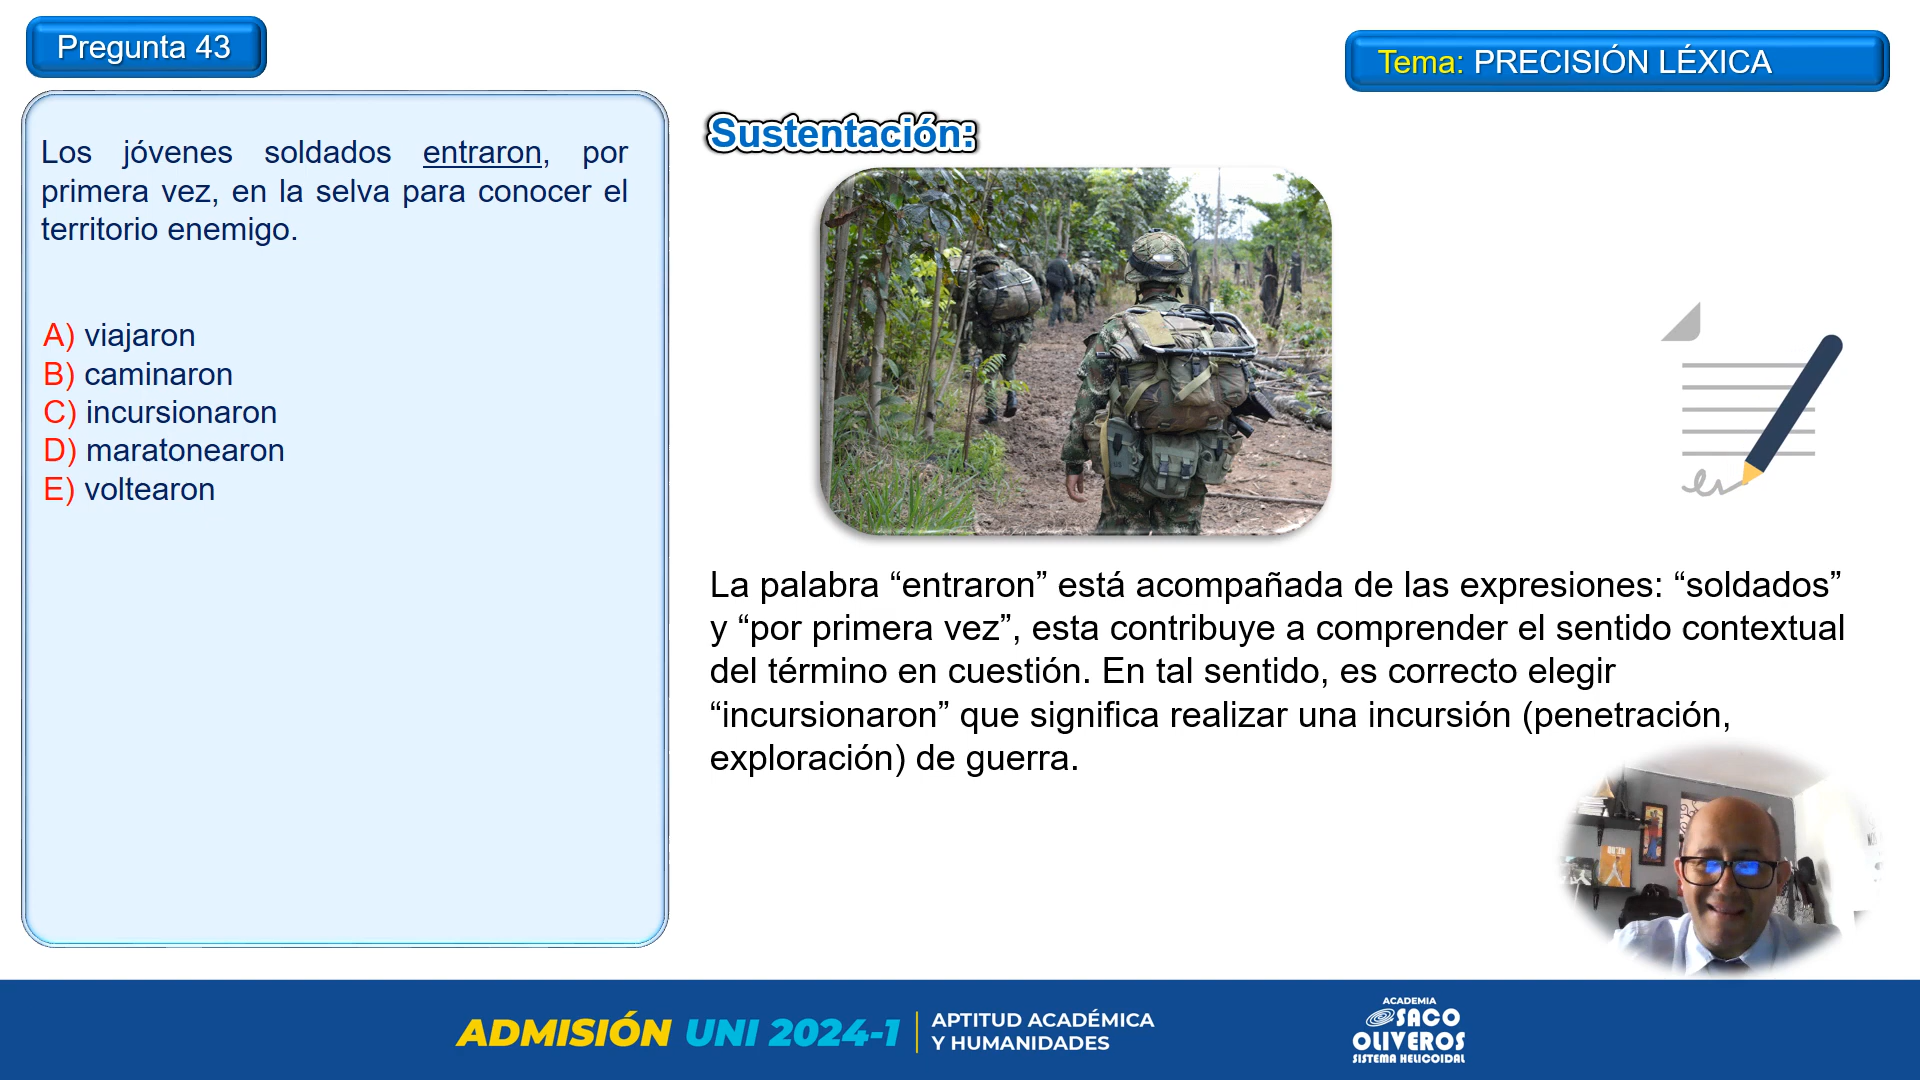 Pregunta 43
Tema: PRECISIÓN LÉXICA
Los jóvenes soldados entraron, por
primera vez, en la selva para conocer el
territorio enemigo.
A) viajaron
B) caminaron
C) incursionaron
D) maratonearon
E) voltearon
Sustentación:
La palabra “entraron” está acompañada de las expresiones: “soldados”
y “por primera vez”, esta contribuye a comprender el sentido contextual
del término en cuestión. En tal sentido, es correcto elegir
“incursionaron” que significa realizar una incursión (penetración,
exploración) de guerra.
ADMISIÓN UNI 2024-1
APTITUD ACADÉMICA
Y HUMANIDADES
ACADEMIA
SACO
OLIVEROS
SISTEMA HELICOIDAL